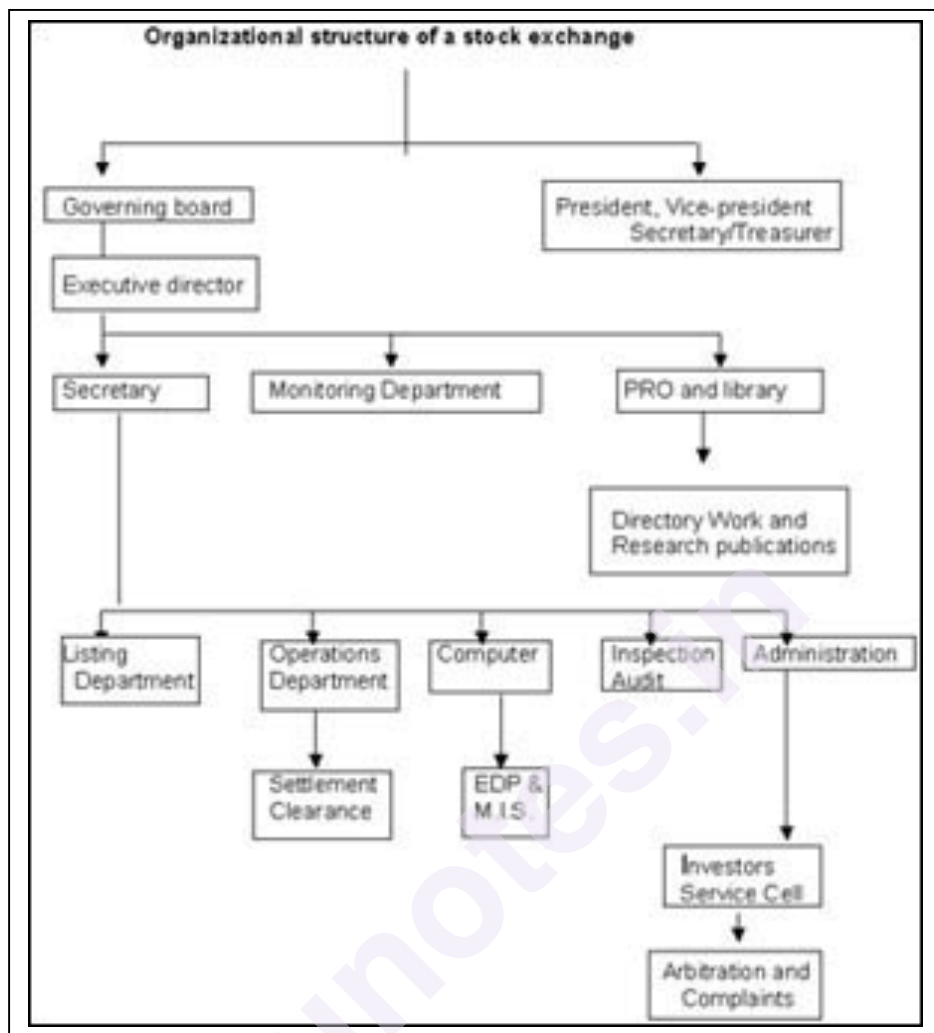 Organizational structure of a stock exchange
Governing board
President, Vice-president
Secretary/Treasurer
Executive director
Secretary
Monitoring Department
PRO and library
Directory Work and
Research publications
Listing
Department
Operations
Department
Computer
Inspection
Audit
Administration
Settlement
Clearance
EDP &
M.I.S.
Investors
Service Cell
Arbitration and
Complaints